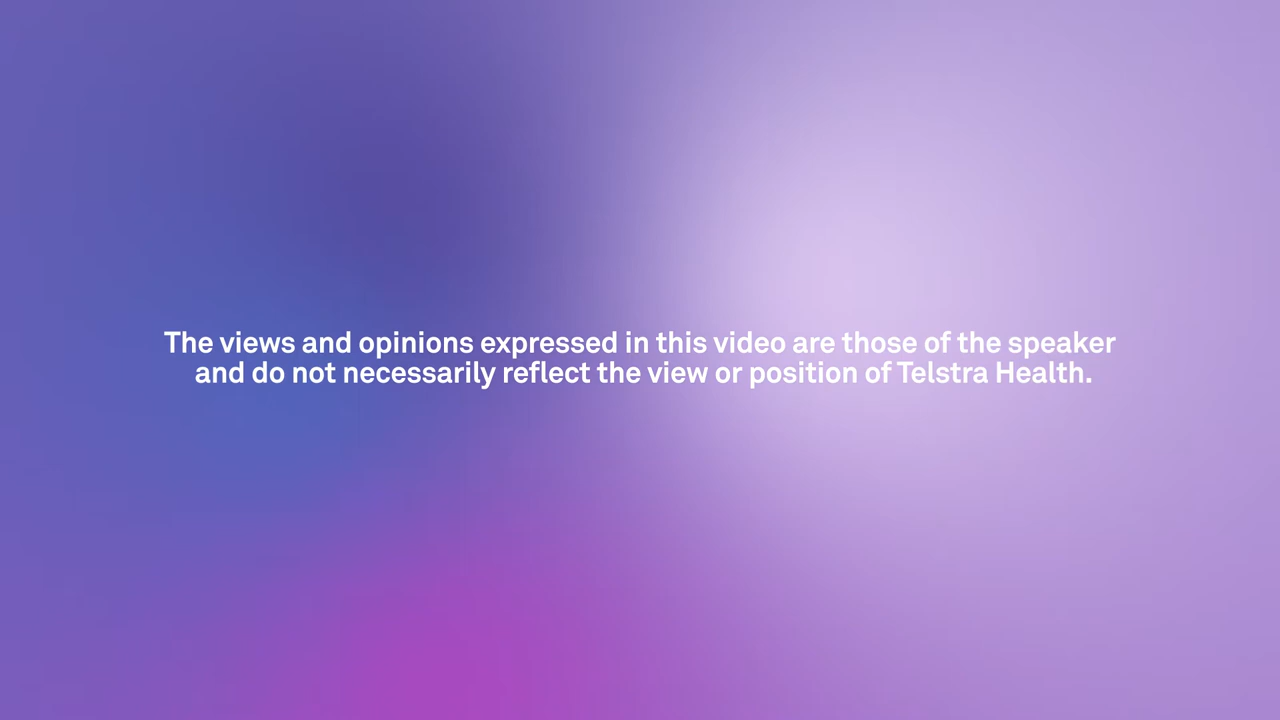 The views and opinions expressed in this video are those of the speaker
and do not necessarily reflect the view or position of Telstra Health.